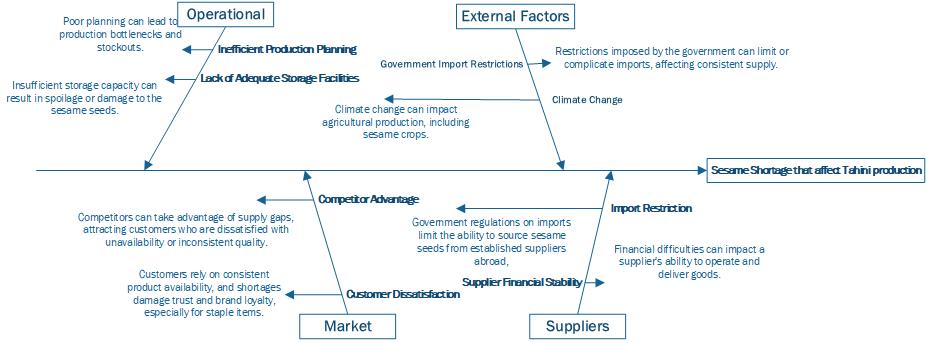 Operational
External Factors
Poor planning can lead to
production bottlenecks and
stockouts.
Inefficient Production Planning
Lack of Adequate Storage Facilities
Insufficient storage capacity can
result in spoilage or damage to the
sesame seeds.
Government Import Restrictions
Restrictions imposed by the government can limit or
complicate imports, affecting consistent supply.
Climate Change
Climate change can impact
agricultural production, including
sesame crops.
Sesame Shortage that affect Tahini production
Competitor Advantage
Competitors can take advantage of supply gaps,
attracting customers who are dissatisfied with
unavailability or inconsistent quality.
Customers rely on consistent
product availability, and shortages
damage trust and brand loyalty,
especially for staple items.
Customer Dissatisfaction
Import Restriction
Government regulations on imports
limit the ability to source sesame
seeds from established suppliers
abroad,
Supplier Financial Stability
Financial difficulties can impact a
supplier's ability to operate and
deliver goods.
Market
Suppliers